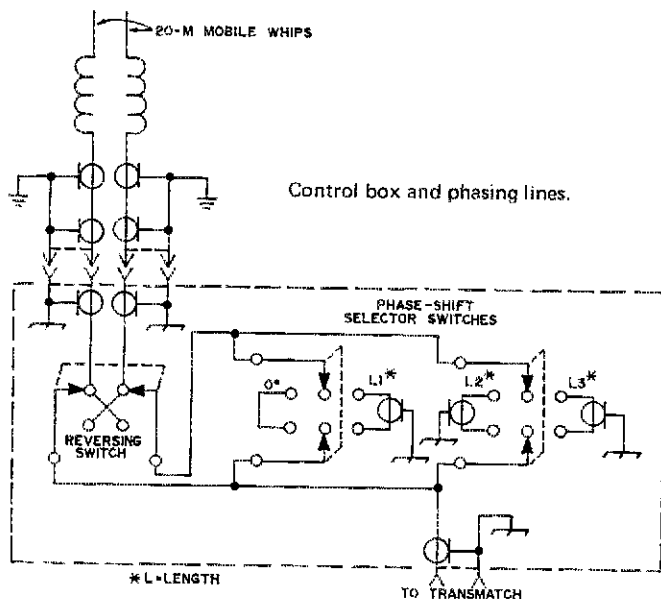 20-M MOBILE WHIPS
Control box and phasing lines.
PHASE-SHIFT
SELECTOR SWITCHES
0°
L1*
L2*
L3*
REVERSING
SWITCH
* L=LENGTH
TO TRANSMATCH